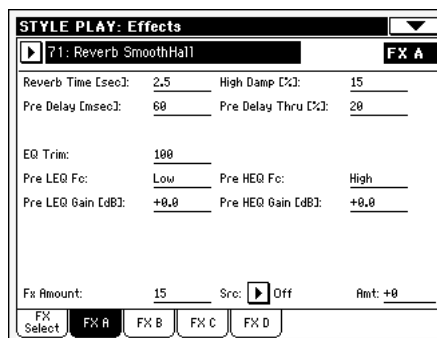 STYLE PLAY: Effects
71: Reverb SmoothHall FX A
Reverb Time [sec]: 2.5 High Damp [%]: 15
Pre Delay [msec]: 60 Pre Delay Thru [%]: 20
EQ Trim: 100
Pre LEQ Fc: Low Pre HEQ Fc: High
Pre LEQ Gain [dB]: +0.0 Pre HEQ Gain [dB]: +0.0
Fx Amount: 15 Src: Off Amt: +0
FX Select FX A FX B FX C FX D